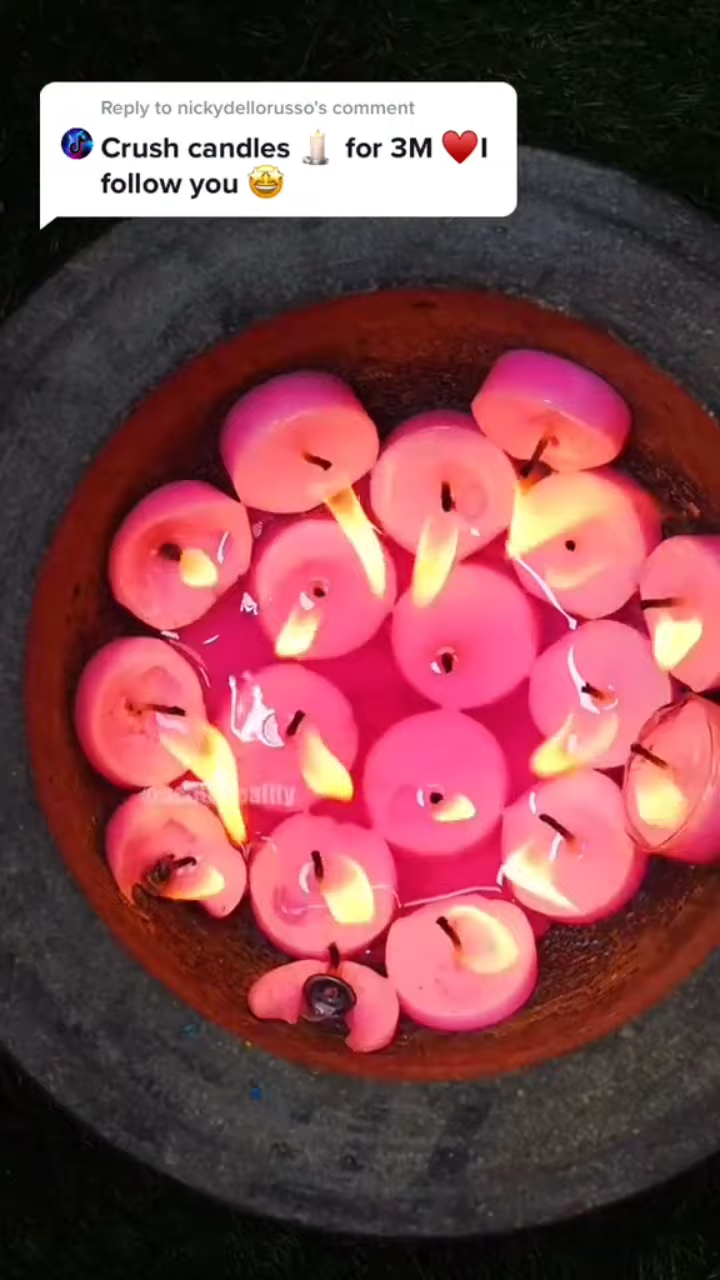 Reply to nickydellorusso's comment
Crush candles 🕯️ for 3M ❤️I
follow you 🤩